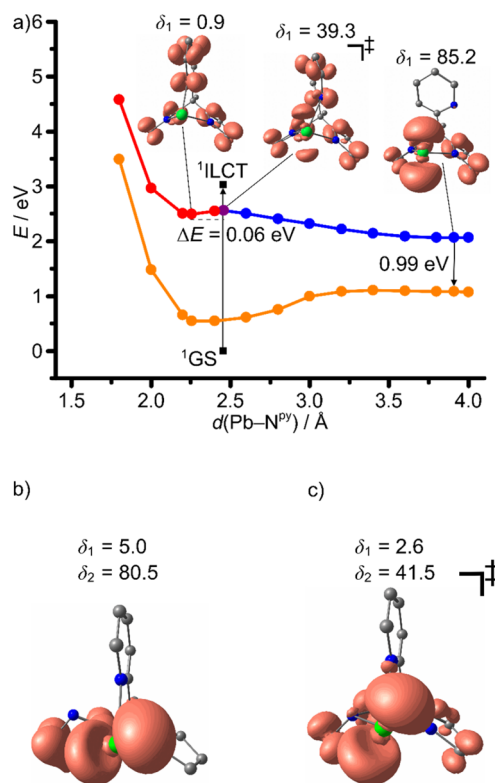 a)
δ₁ = 0.9
δ₁ = 39.3
‡
δ₁ = 85.2
6
5
4
3
2
1
0
E / eV
¹ILCT
ΔE = 0.06 eV
0.99 eV
¹GS
1.5 2.0 2.5 3.0 3.5 4.0
d(Pb–Nᵖʸ) / Å
b)
c)
δ₁ = 5.0
δ₂ = 80.5
δ₁ = 2.6
δ₂ = 41.5
‡